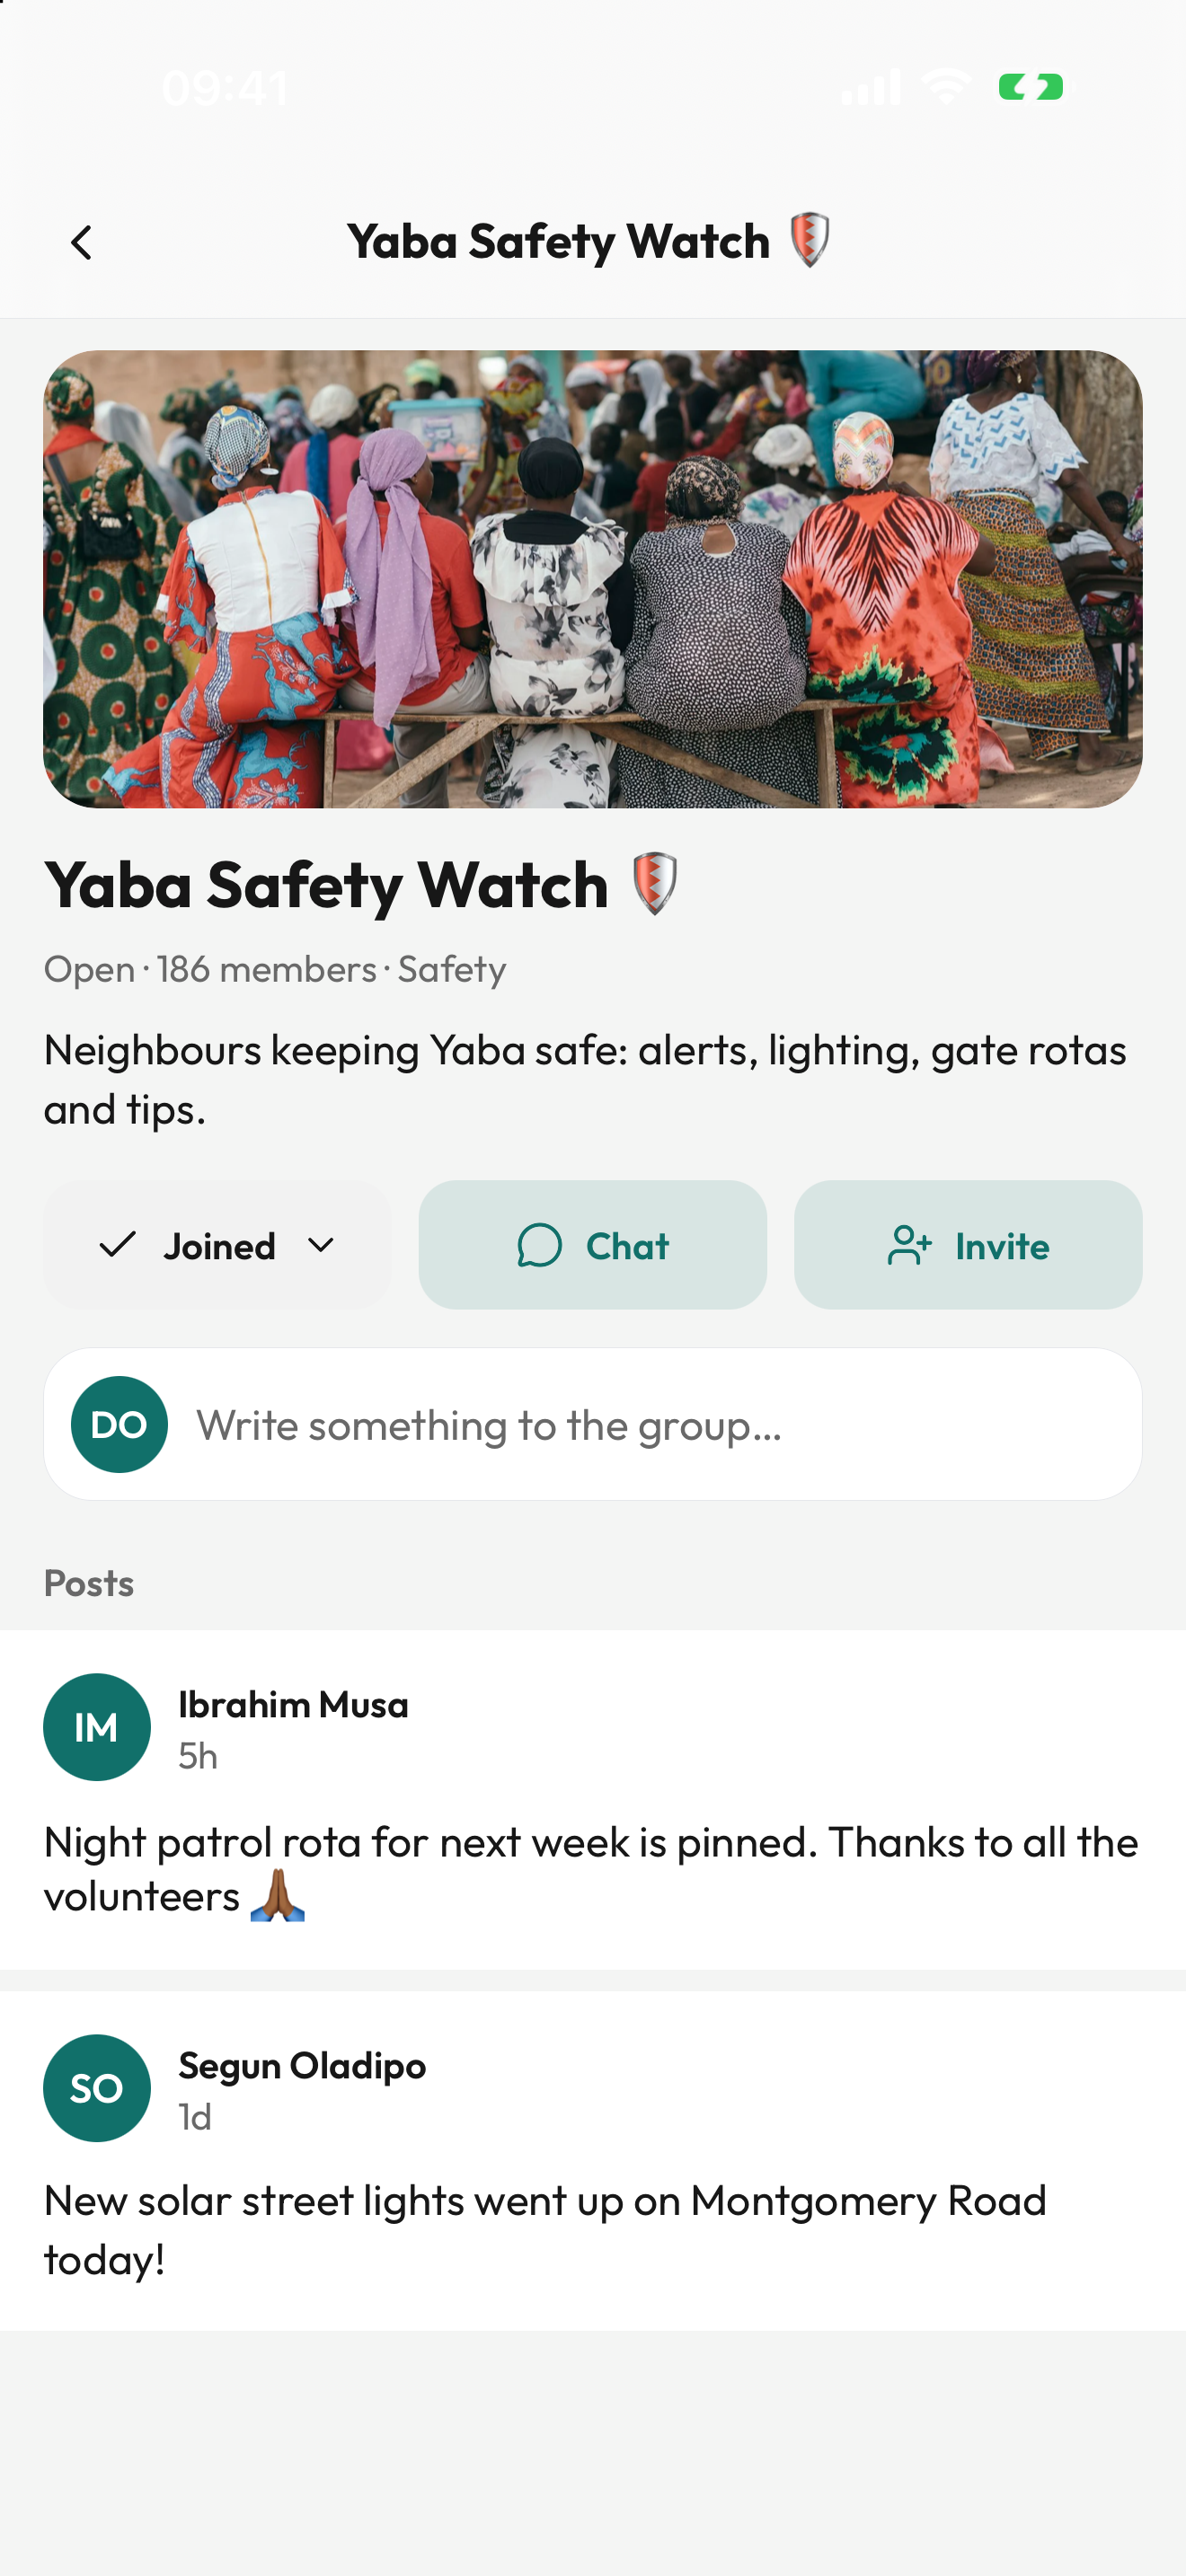 09:41
Yaba Safety Watch 🛡️
Yaba Safety Watch 🛡️
Open · 186 members · Safety
Neighbours keeping Yaba safe: alerts, lighting, gate rotas
and tips.
Joined
Chat
Invite
DO
Write something to the group...
Posts
IM
Ibrahim Musa
5h
Night patrol rota for next week is pinned. Thanks to all the
volunteers 🙏🏾
SO
Segun Oladipo
1d
New solar street lights went up on Montgomery Road
today!